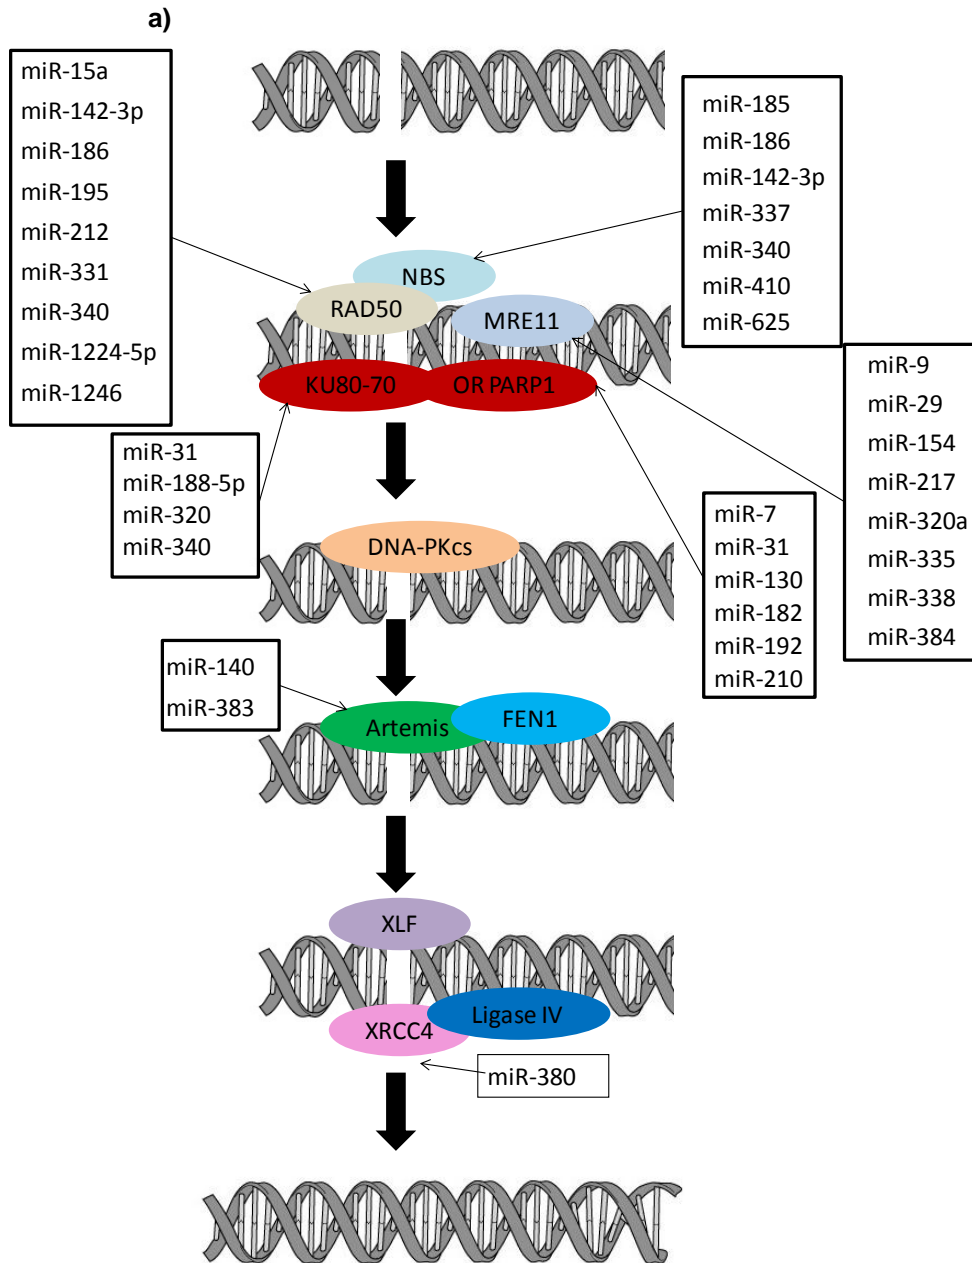 a)
miR-15a
miR-142-3p
miR-186
miR-195
miR-212
miR-331
miR-340
miR-1224-5p
miR-1246
miR-185
miR-186
miR-142-3p
miR-337
miR-340
miR-410
miR-625
NBS
RAD50
MRE11
KU80-70
OR PARP1
miR-9
miR-29
miR-154
miR-217
miR-320a
miR-335
miR-338
miR-384
miR-31
miR-188-5p
miR-320
miR-340
miR-7
miR-31
miR-130
miR-182
miR-192
miR-210
DNA-PKcs
miR-140
miR-383
Artemis
FEN1
XLF
Ligase IV
XRCC4
miR-380